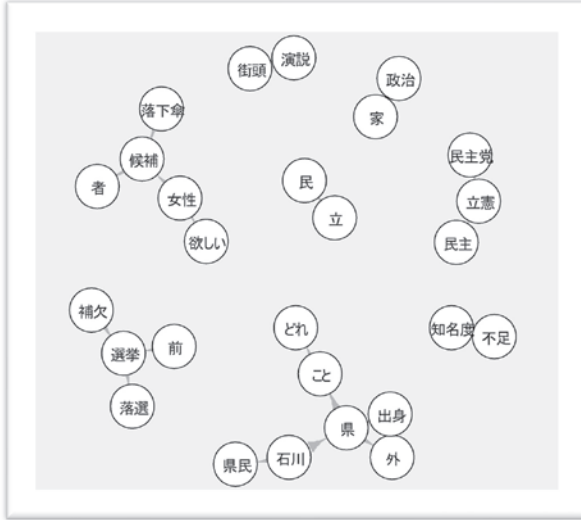 街頭
演説
政治
家
落下傘
候補
者
女性
欲しい
民
立
民主党
立憲
民主
補欠
選挙
前
落選
どれ
こと
県
出身
外
石川
県民
知名度
不足